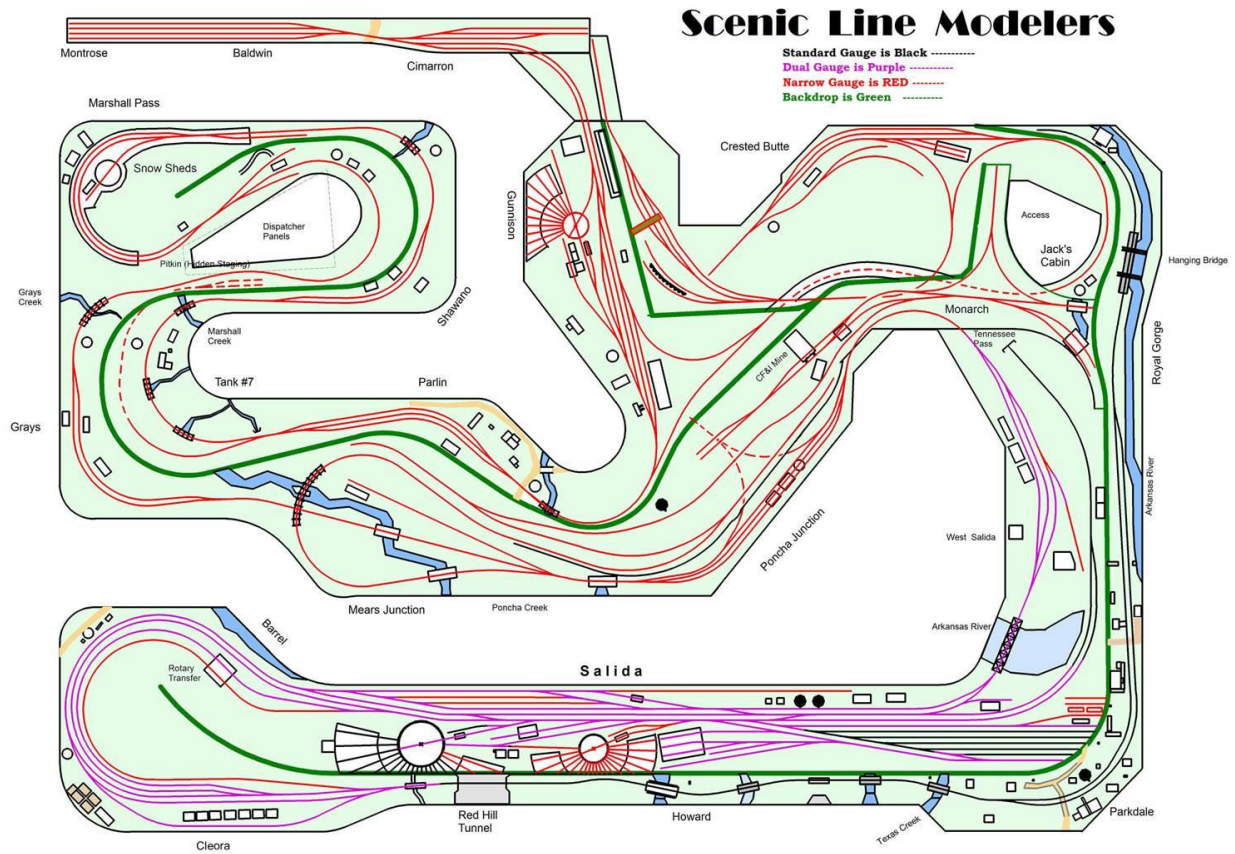 Scenic Line Modelers
Standard Gauge is Black -----------
Dual Gauge is Purple -----------
Narrow Gauge is RED --------
Backdrop is Green ----------
Montrose
Baldwin
Cimarron
Marshall Pass
Snow Sheds
Dispatcher
Panels
Pitkin (Hidden Staging)
Gunnison
Crested Butte
Access
Jack's
Cabin
Hanging Bridge
Grays
Creek
Marshall
Creek
Shawano
Monarch
Tennessee
Pass
Royal Gorge
CF&I Mine
Tank #7
Parlin
Grays
Arkansas River
West Salida
Poncha Junction
Mears Junction
Poncha Creek
Barrel
Arkansas River
Rotary
Transfer
Salida
Red Hill
Tunnel
Howard
Texas Creek
Parkdale
Cleora